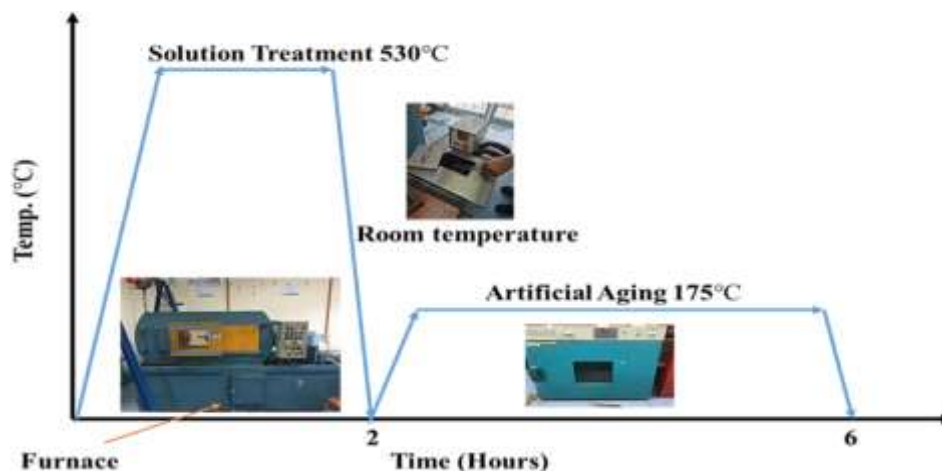 Solution Treatment 530°C
Temp. (°C)
Room temperature
Artificial Aging 175°C
2
6
Furnace
Time (Hours)